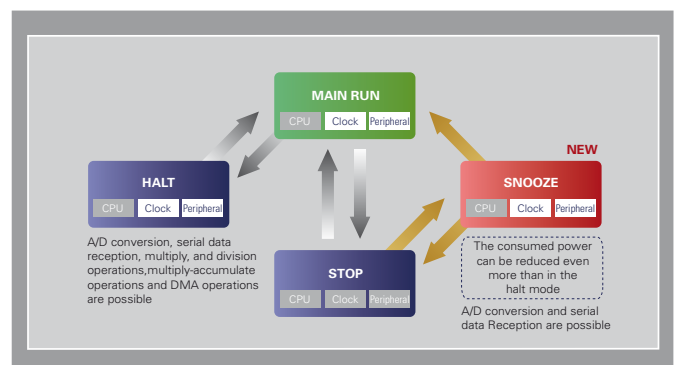 MAIN RUN
CPU Clock Peripheral
NEW
HALT
CPU Clock Peripheral
A/D conversion, serial data
reception, multiply, and division
operations,multiply-accumulate
operations and DMA operations
are possible
SNOOZE
CPU Clock Peripheral
The consumed power
can be reduced even
more than in the
halt mode
A/D conversion and serial
data Reception are possible
STOP
CPU Clock Peripheral